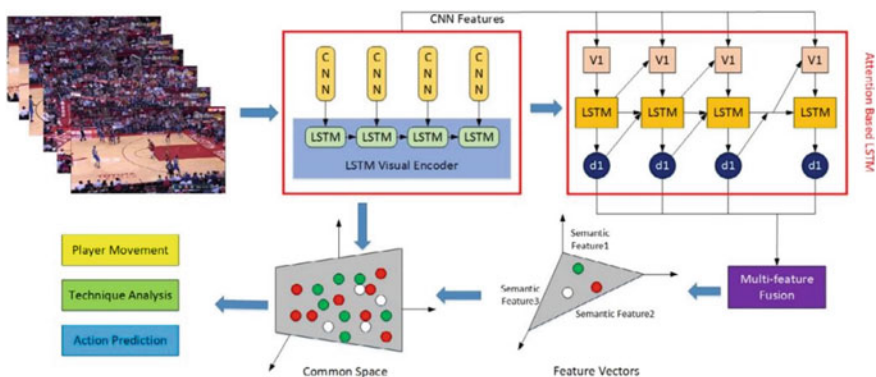 CNN Features
C
N
N
C
N
N
C
N
N
C
N
N
LSTM
LSTM
LSTM
LSTM
LSTM Visual Encoder
V1
V1
V1
V1
LSTM
LSTM
LSTM
LSTM
d1
d1
d1
d1
Attention Based LSTM
Player Movement
Technique Analysis
Action Prediction
Common Space
Semantic
Feature1
Semantic
Feature3
Semantic Feature2
Feature Vectors
Multi-feature
Fusion